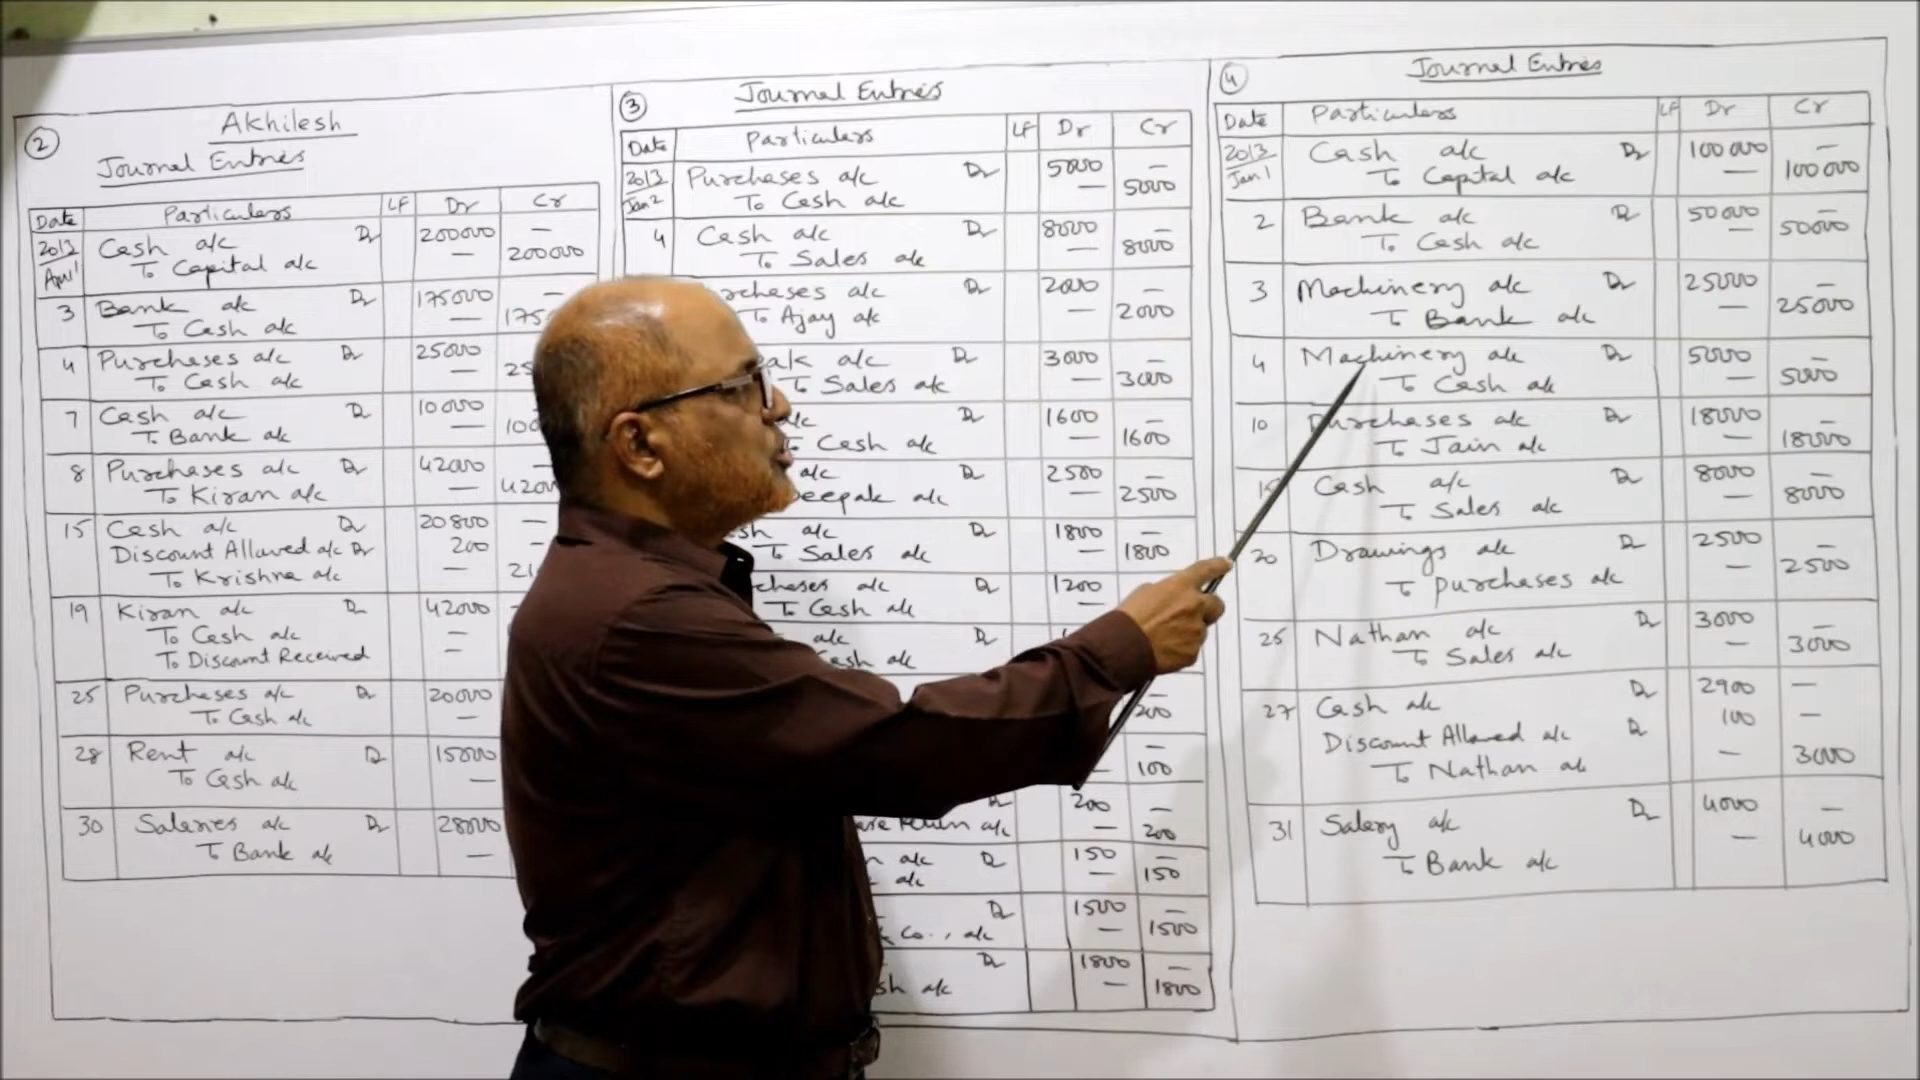 2
Akhilesh
Journal Entries
Date Particulars LF Dr Cr
2013 Apr 1 Cash a/c Dr 200000 —
To Capital a/c — 200000
3 Bank a/c Dr 175000 —
To Cash a/c —
4 Purchases a/c Dr 25000
To Cash a/c —
7 Cash a/c Dr 10000
To Bank a/c —
8 Purchases a/c Dr 42000 —
To Kiran a/c —
15 Cash a/c Dr 20800 —
Discount Allowed a/c Dr 200 —
To Krishna a/c —
19 Kiran a/c Dr 42000
To Cash a/c —
To Discount Received —
25 Purchases a/c Dr 20000
To Cash a/c —
28 Rent a/c Dr 15000
To Cash a/c —
30 Salaries a/c Dr 28000
To Bank a/c —
3
Journal Entries
Date Particulars LF Dr Cr
2013 Jan 2 Purchases a/c Dr 5000 —
To Cash a/c — 5000
4 Cash a/c Dr 8000 —
To Sales a/c — 8000
a/c Dr 2000 —
To Ajay a/c — 2000
a/c Dr 3000 —
To Sales a/c — 3000
a/c Dr 1600 —
To Cash a/c — 1600
a/c Dr 2500 —
Deepak a/c — 2500
a/c Dr 1800 —
To Sales a/c — 1800
a/c Dr 1200
To Cash a/c —
a/c Dr
a/c
—
200
—
— 100
Dr 200 —
Return a/c — 200
a/c Dr 150 —
a/c — 150
Dr 1500 —
& Co., a/c — 1500
Dr 1800 —
a/c — 1800
4
Journal Entries
Date Particulars LF Dr Cr
2013 Jan 1 Cash a/c Dr 100000 —
To Capital a/c — 100000
2 Bank a/c Dr 50000 —
To Cash a/c — 50000
3 Machinery a/c Dr 25000 —
To Bank a/c — 25000
4 Machinery a/c Dr 5000 —
To Cash a/c — 5000
10 Purchases a/c Dr 18000 —
To Jain a/c — 18000
Cash a/c Dr 8000 —
To Sales a/c — 8000
20 Drawings a/c Dr 2500 —
To purchases a/c — 2500
25 Nathan a/c Dr 3000 —
To Sales a/c — 3000
27 Cash a/c Dr 2900 —
Discount Allowed a/c Dr 100 —
To Nathan a/c — 3000
31 Salary a/c Dr 4000 —
To Bank a/c — 4000